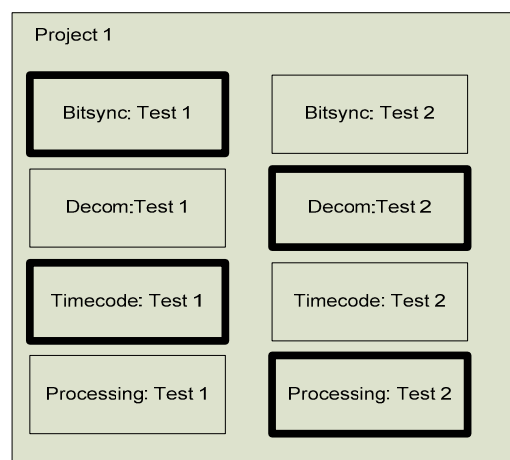 Project 1
Bitsync: Test 1
Bitsync: Test 2
Decom:Test 1
Decom:Test 2
Timecode: Test 1
Timecode: Test 2
Processing: Test 1
Processing: Test 2